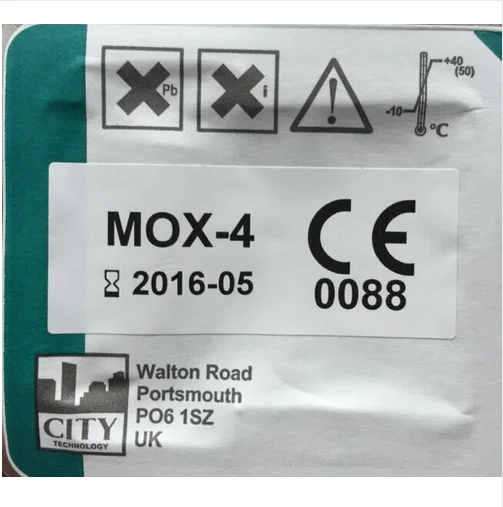 Pb
i
+40
(50)
-10
°C
MOX-4
2016-05
CE
0088
CITY
TECHNOLOGY
Walton Road
Portsmouth
PO6 1SZ
UK